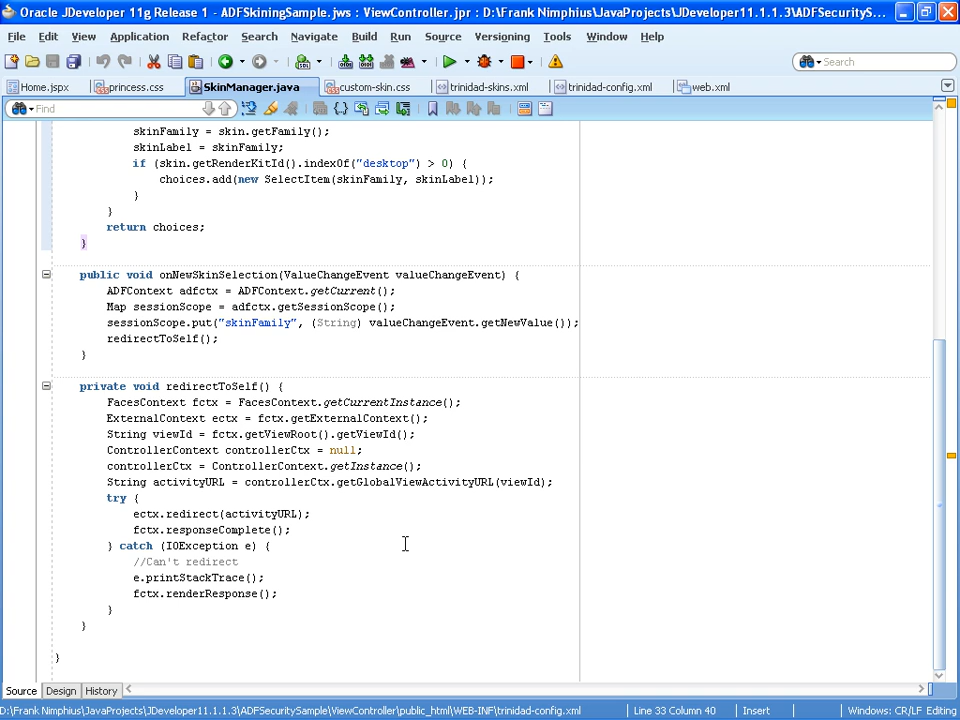 Oracle JDeveloper 11g Release 1 - ADFSkiningSample.jws : ViewController.jpr : D:\Frank Nimphius\JavaProjects\JDeveloper11.1.1.3\ADFSecurityS...
File Edit View Application Refactor Search Navigate Build Run Source Versioning Tools Window Help
Search
Home.jspx princess.css SkinManager.java custom-skin.css trinidad-skins.xml trinidad-config.xml web.xml
Find
skinFamily = skin.getFamily();
skinLabel = skinFamily;
if (skin.getRenderKitId().indexOf("desktop") > 0) {
choices.add(new SelectItem(skinFamily, skinLabel));
}
}
return choices;
}
public void onNewSkinSelection(ValueChangeEvent valueChangeEvent) {
ADFContext adfctx = ADFContext.getCurrent();
Map sessionScope = adfctx.getSessionScope();
sessionScope.put("skinFamily", (String) valueChangeEvent.getNewValue());
redirectToSelf();
}
private void redirectToSelf() {
FacesContext fctx = FacesContext.getCurrentInstance();
ExternalContext ectx = fctx.getExternalContext();
String viewId = fctx.getViewRoot().getViewId();
ControllerContext controllerCtx = null;
controllerCtx = ControllerContext.getInstance();
String activityURL = controllerCtx.getGlobalViewActivityURL(viewId);
try {
ectx.redirect(activityURL);
fctx.responseComplete();
} catch (IOException e) {
//Can't redirect
e.printStackTrace();
fctx.renderResponse();
}
}
}
Source Design History
D:\Frank Nimphius\JavaProjects\JDeveloper11.1.1.3\ADFSecuritySample\ViewController\public_html\WEB-INF\trinidad-config.xml Line 33 Column 40 Insert Windows: CR/LF Editing